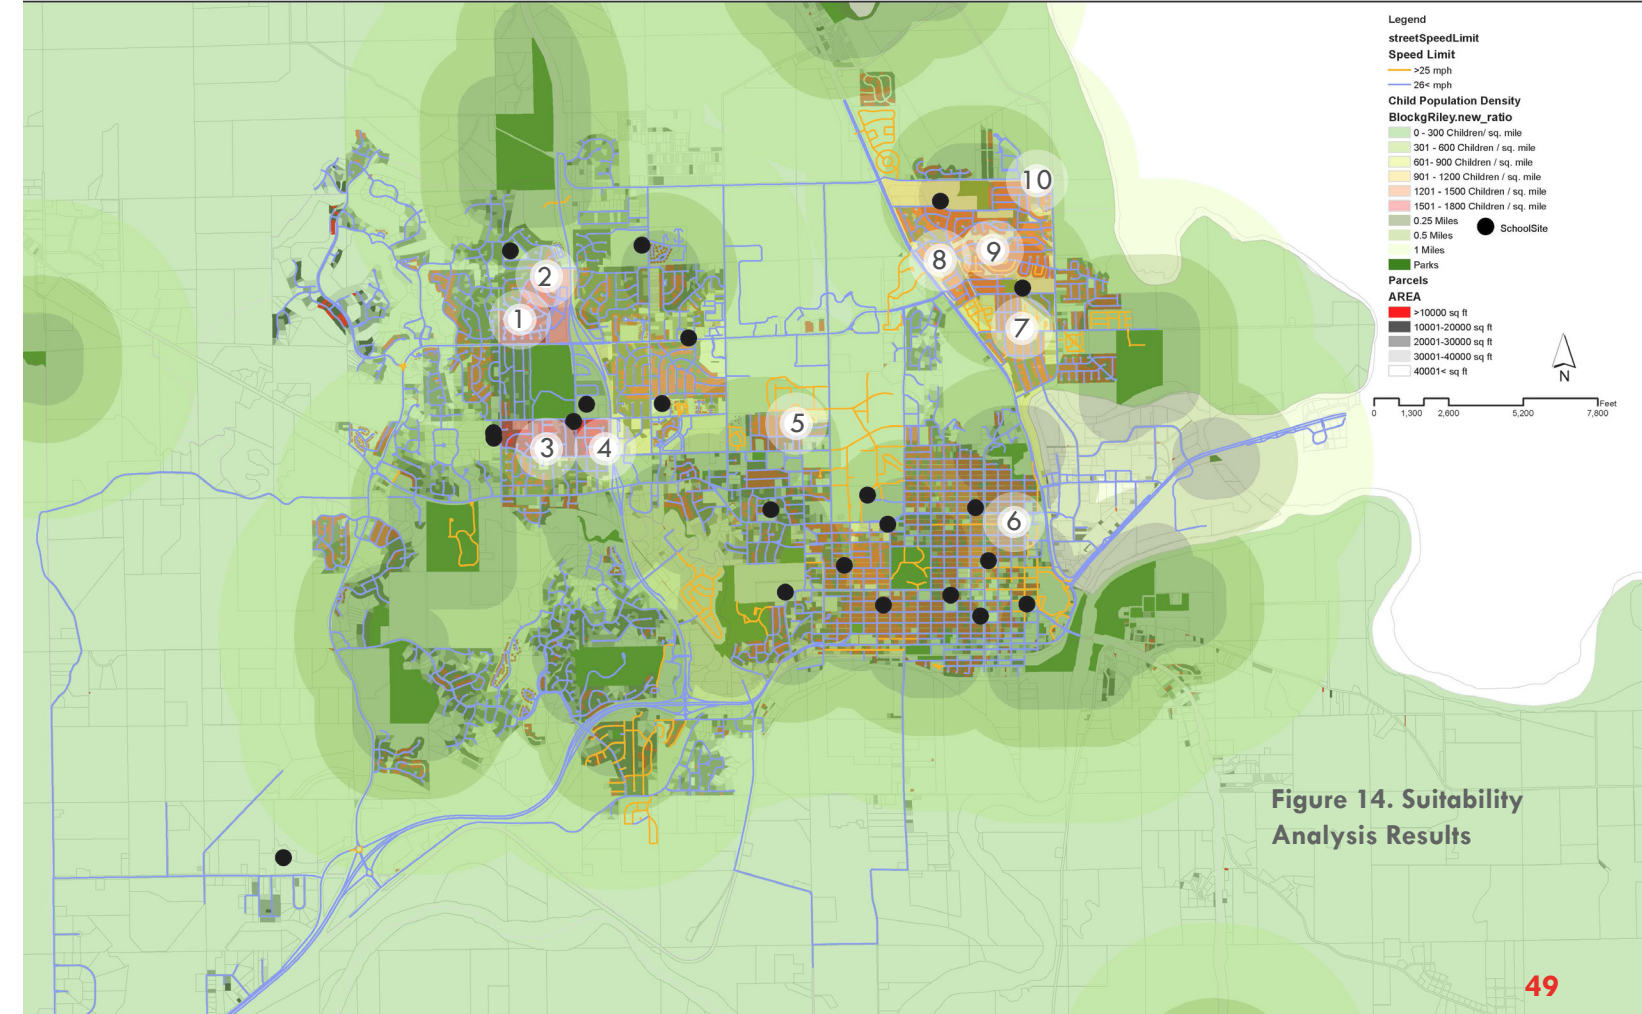 Legend
streetSpeedLimit
Speed Limit
>25 mph
26< mph
Child Population Density
BlockgRiley.new_ratio
0 - 300 Children/ sq. mile
301 - 600 Children / sq. mile
601- 900 Children / sq. mile
901 - 1200 Children / sq. mile
1201 - 1500 Children / sq. mile
1501 - 1800 Children / sq. mile
0.25 Miles
0.5 Miles
SchoolSite
1 Miles
Parks
Parcels
AREA
>10000 sq ft
10001-20000 sq ft
20001-30000 sq ft
30001-40000 sq ft
40001< sq ft
N
Feet
0 1,300 2,600 5,200 7,800
10
9
8
2
1
7
5
3 4
6
Figure 14. Suitability
Analysis Results
49